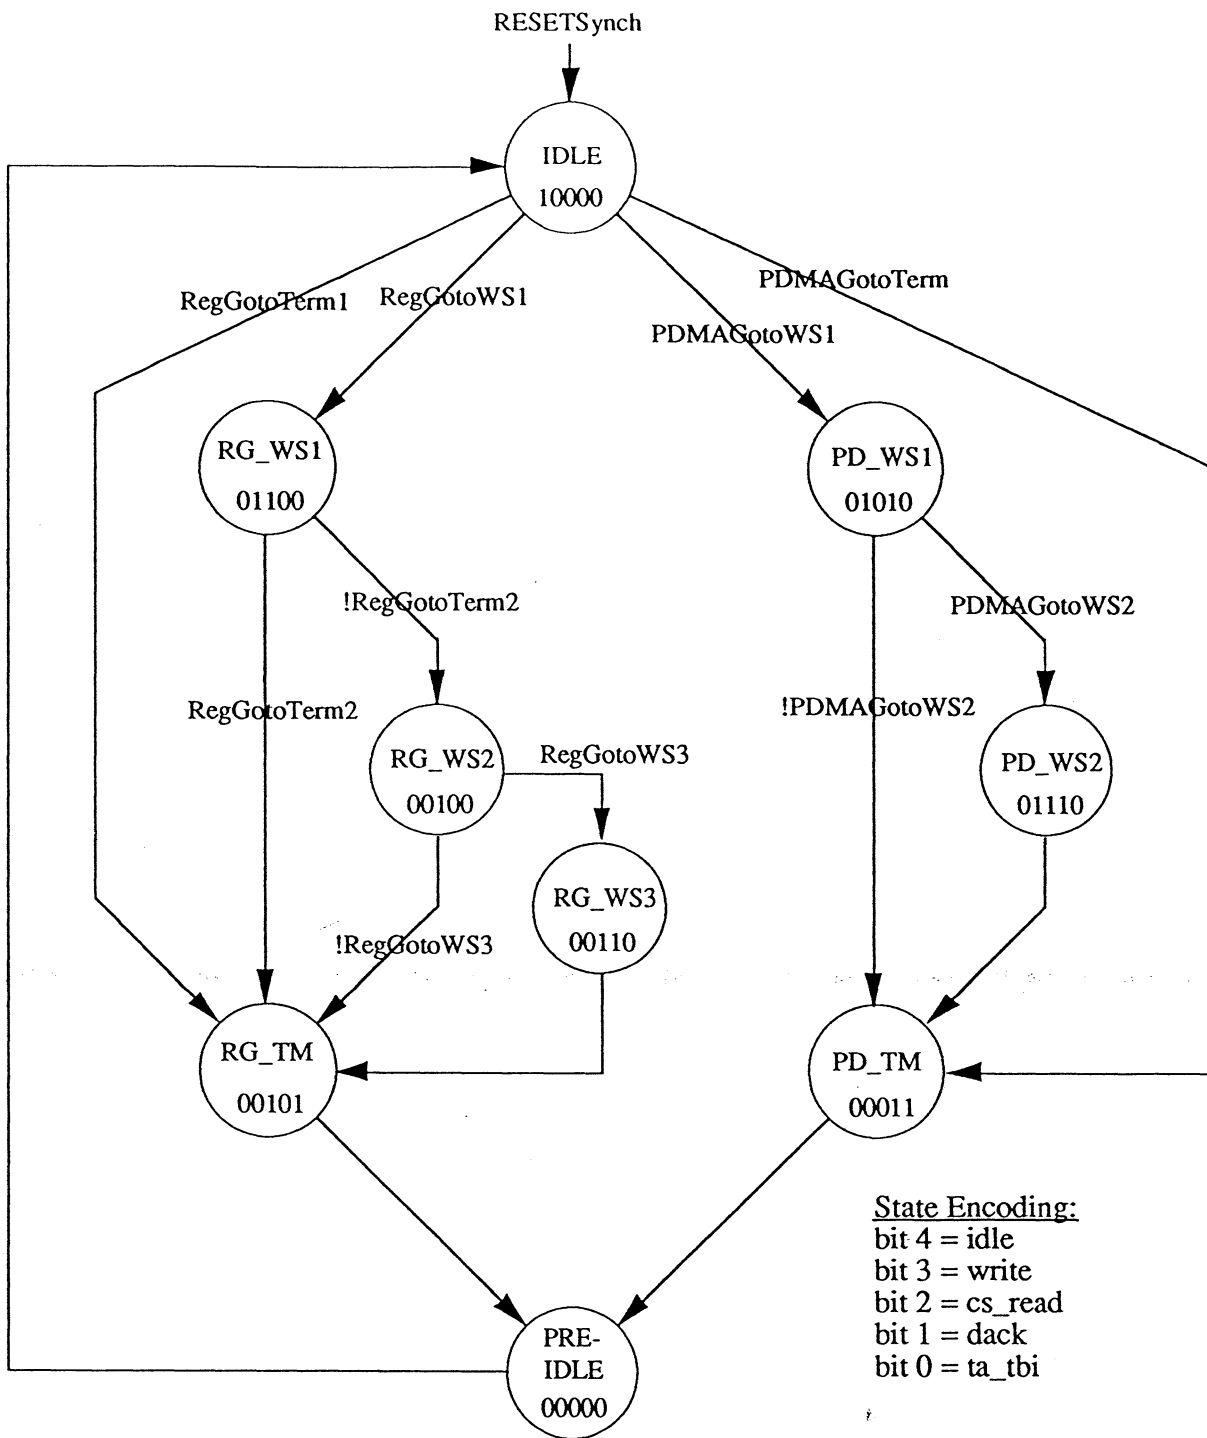 RESETSynch
IDLE
10000
RegGotoTerm1
RegGotoWS1
PDMAGotoWS1
PDMAGotoTerm
RG_WS1
01100
PD_WS1
01010
!RegGotoTerm2
PDMAGotoWS2
RegGotoTerm2
!PDMAGotoWS2
RG_WS2
00100
RegGotoWS3
PD_WS2
01110
RG_WS3
00110
!RegGotoWS3
RG_TM
00101
PD_TM
00011
State Encoding:
bit 4 = idle
bit 3 = write
bit 2 = cs_read
bit 1 = dack
bit 0 = ta_tbi
PRE-
IDLE
00000